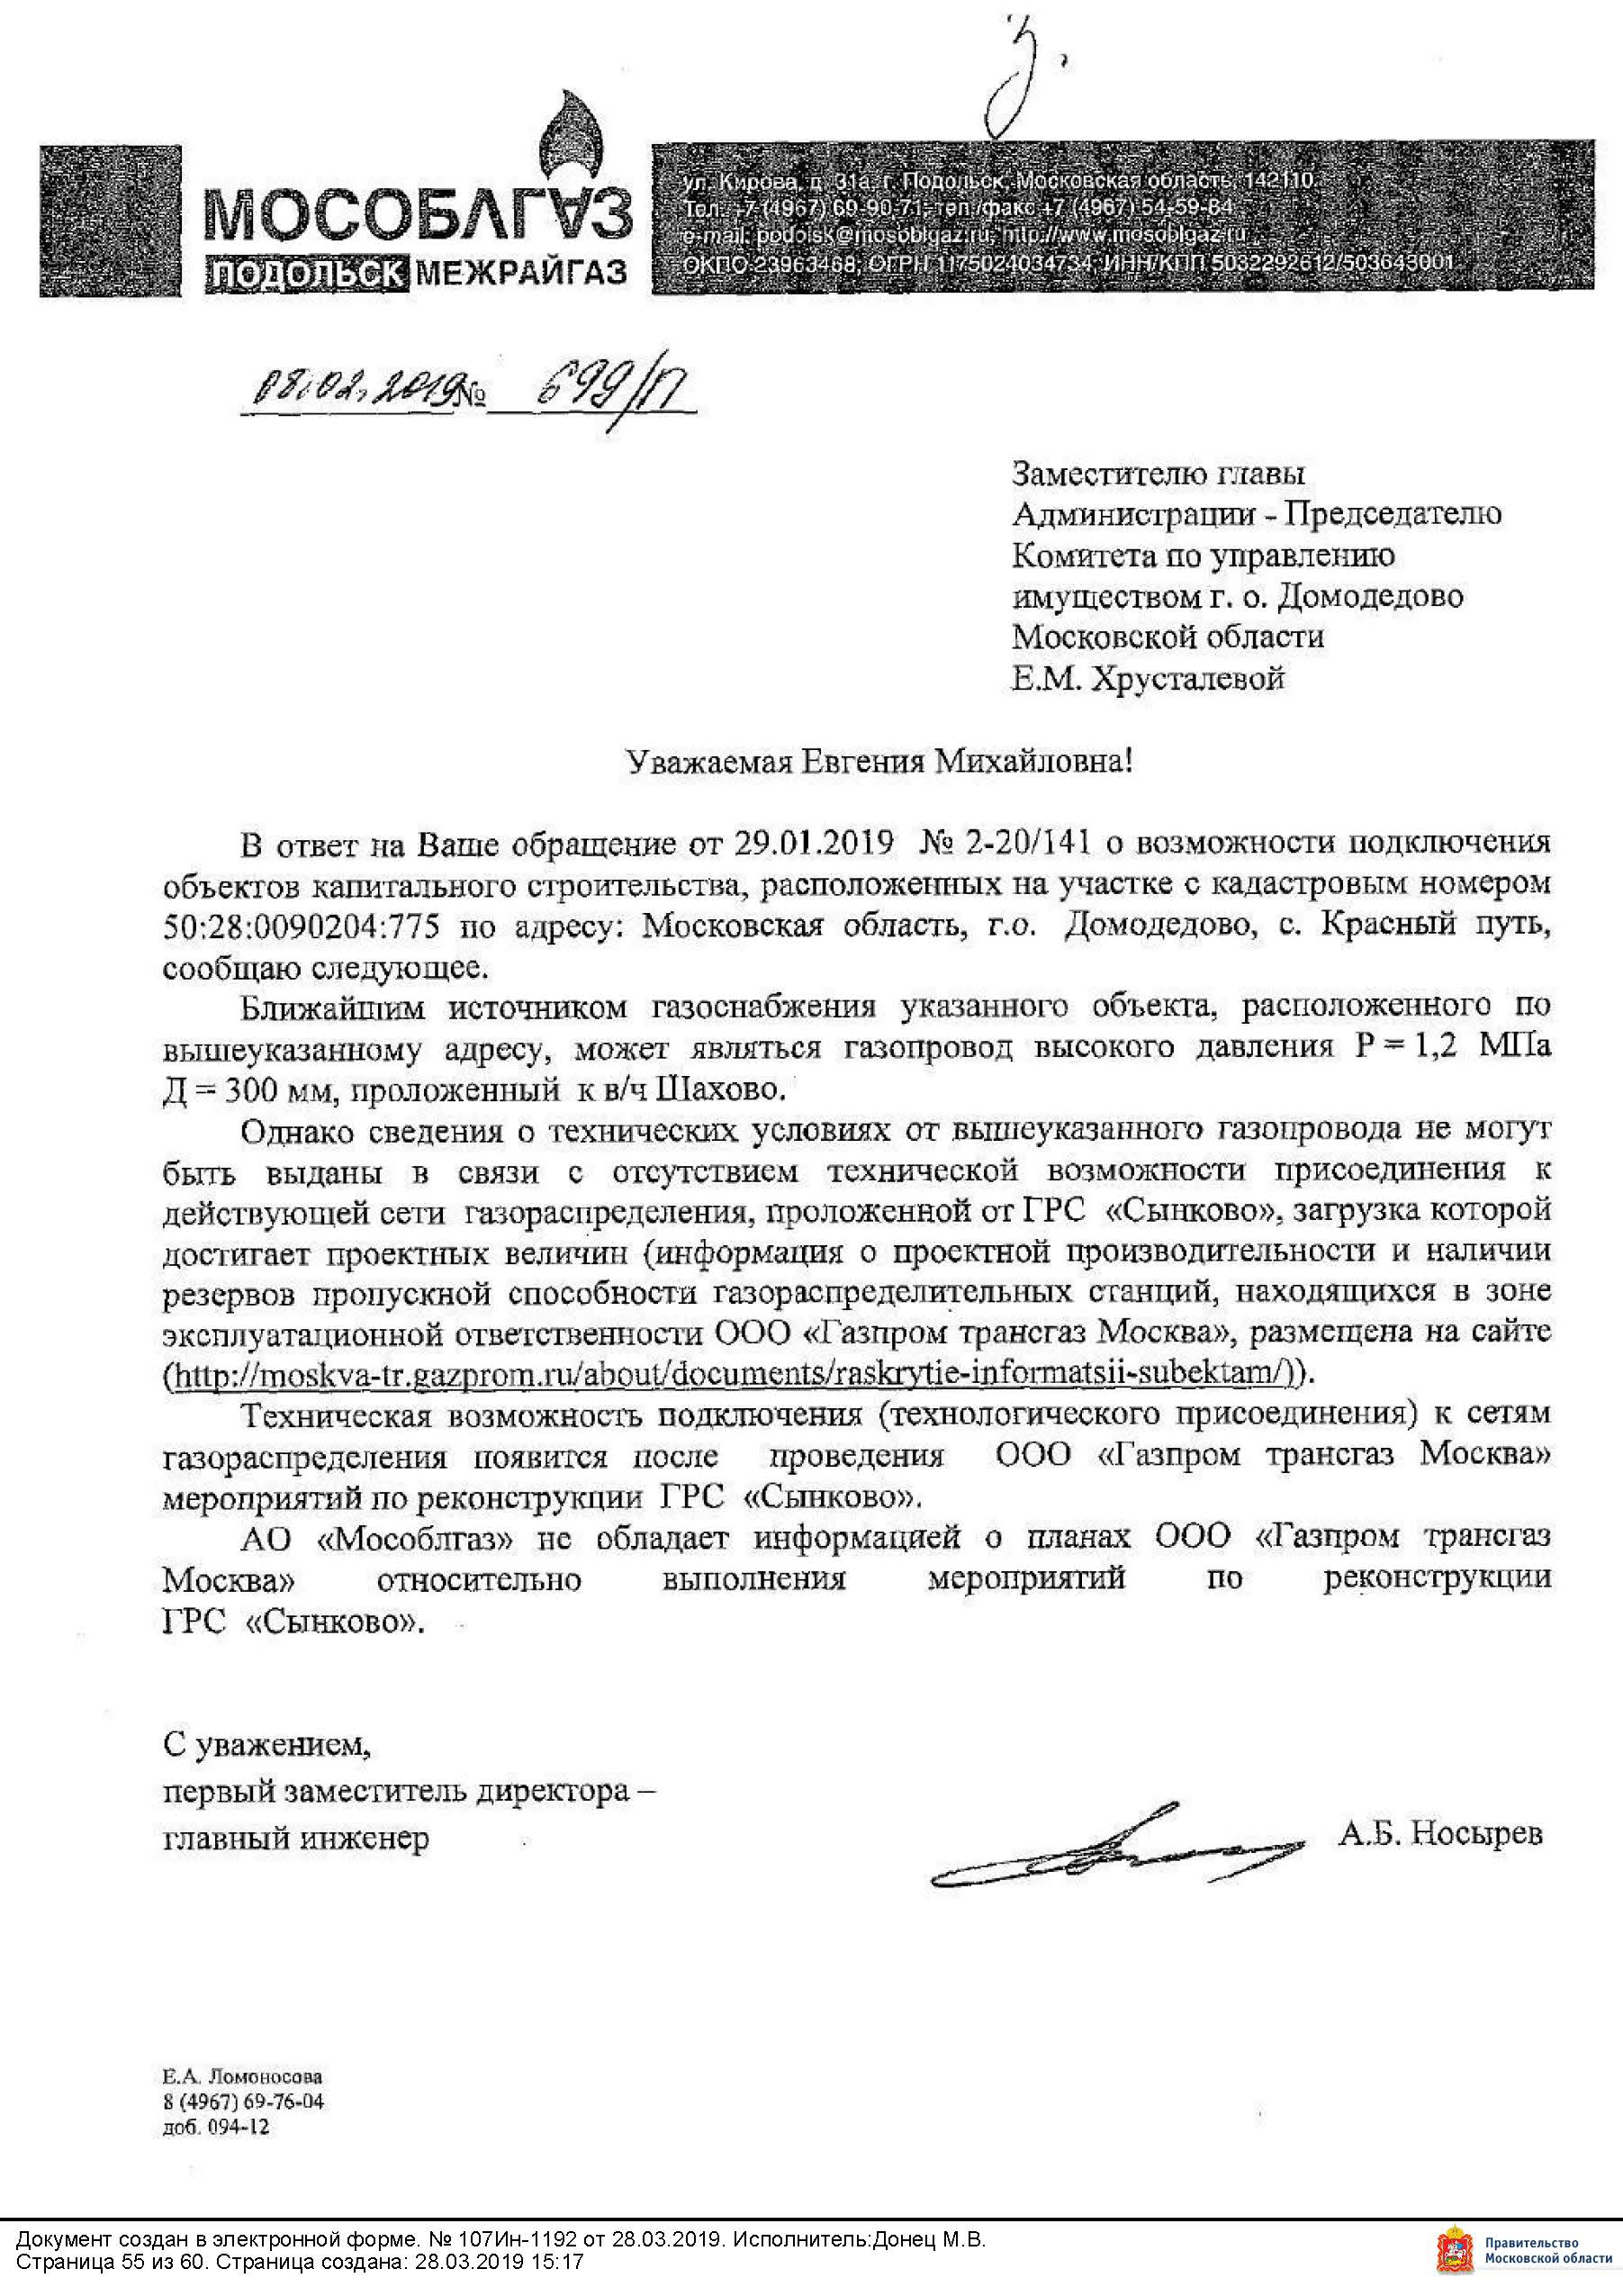 З.
МОСОБЛГАЗ
ПОДОЛЬСК МЕЖРАЙГАЗ
ул. Кирова, д. 31а, г. Подольск, Московская область, 142110
Тел.: +7 (4967) 69-90-71, тел./факс +7 (4967) 54-59-84
e-mail: podolsk@mosoblgaz.ru; http://www.mosoblgaz.ru
ОКПО 23963468; ОГРН 1175024034734; ИНН/КПП 5032292612/503643001
08.02.2019 № 699/П
Заместителю главы
Администрации - Председателю
Комитета по управлению
имуществом г. о. Домодедово
Московской области
Е.М. Хрусталевой
Уважаемая Евгения Михайловна!
В ответ на Ваше обращение от 29.01.2019 № 2-20/141 о возможности подключения
объектов капитального строительства, расположенных на участке с кадастровым номером
50:28:0090204:775 по адресу: Московская область, г.о. Домодедово, с. Красный путь,
сообщаю следующее.
Ближайшим источником газоснабжения указанного объекта, расположенного по
вышеуказанному адресу, может являться газопровод высокого давления Р = 1,2 МПа
Д = 300 мм, проложенный к в/ч Шахово.
Однако сведения о технических условиях от вышеуказанного газопровода не могут
быть выданы в связи с отсутствием технической возможности присоединения к
действующей сети газораспределения, проложенной от ГРС «Сынково», загрузка которой
достигает проектных величин (информация о проектной производительности и наличии
резервов пропускной способности газораспределительных станций, находящихся в зоне
эксплуатационной ответственности ООО «Газпром трансгаз Москва», размещена на сайте
(http://moskva-tr.gazprom.ru/about/documents/raskrytie-informatsii-subektam/)).
Техническая возможность подключения (технологического присоединения) к сетям
газораспределения появится после проведения ООО «Газпром трансгаз Москва»
мероприятий по реконструкции ГРС «Сынково».
АО «Мособлгаз» не обладает информацией о планах ООО «Газпром трансгаз
Москва» относительно выполнения мероприятий по реконструкции
ГРС «Сынково».
С уважением,
первый заместитель директора –
главный инженер
А.Б. Носырев
Е.А. Ломоносова
8 (4967) 69-76-04
доб. 094-12
Документ создан в электронной форме. № 107Ин-1192 от 28.03.2019. Исполнитель:Донец М.В.
Страница 55 из 60. Страница создана: 28.03.2019 15:17
Правительство
Московской области